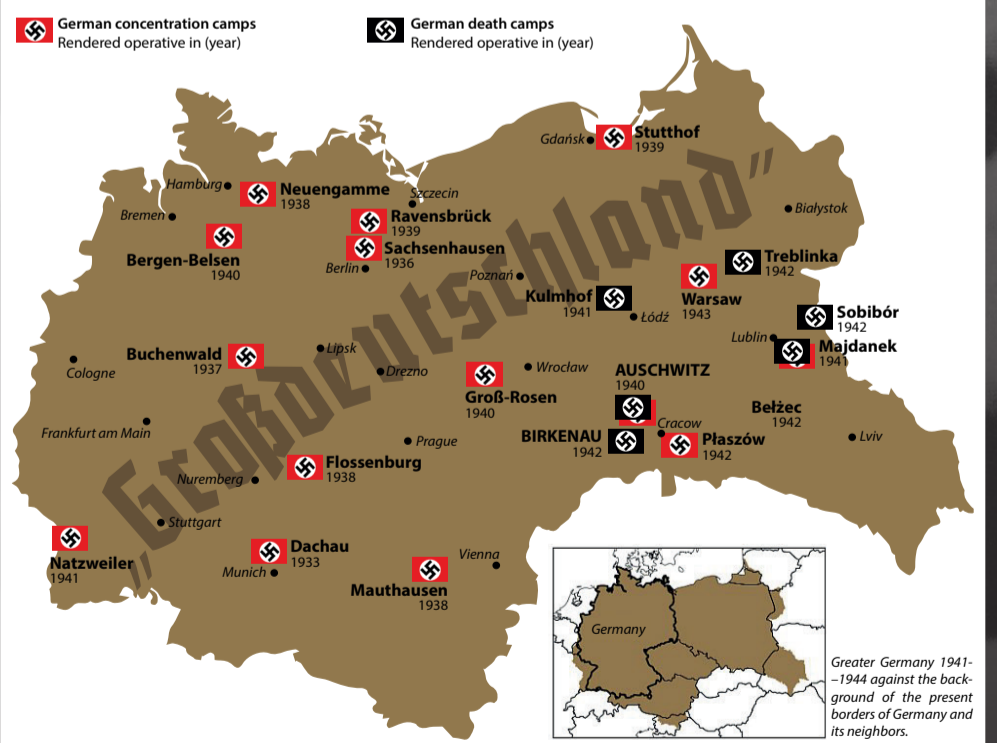 German concentration camps
Rendered operative in (year)
German death camps
Rendered operative in (year)
Gdańsk
Stutthof
1939
Hamburg
Neuengamme
1938
Szczecin
Bremen
Ravensbrück
1939
Białystok
Bergen-Belsen
1940
Sachsenhausen
1936
Berlin
Poznań
Treblinka
1942
Kulmhof
1941
Warsaw
1943
Łódź
Sobibór
1942
Lublin
Majdanek
1941
Buchenwald
1937
Lipsk
Drezno
Wrocław
Cologne
Groß-Rosen
1940
AUSCHWITZ
1940
Bełżec
1942
Frankfurt am Main
Prague
BIRKENAU
1942
Cracow
Płaszów
1942
Lviv
Flossenburg
1938
Nuremberg
Stuttgart
Natzweiler
1941
Dachau
1933
Munich
Mauthausen
1938
Vienna
„Großdeutschland”
Germany
Greater Germany 1941-
–1944 against the back-
ground of the present
borders of Germany and
its neighbors.